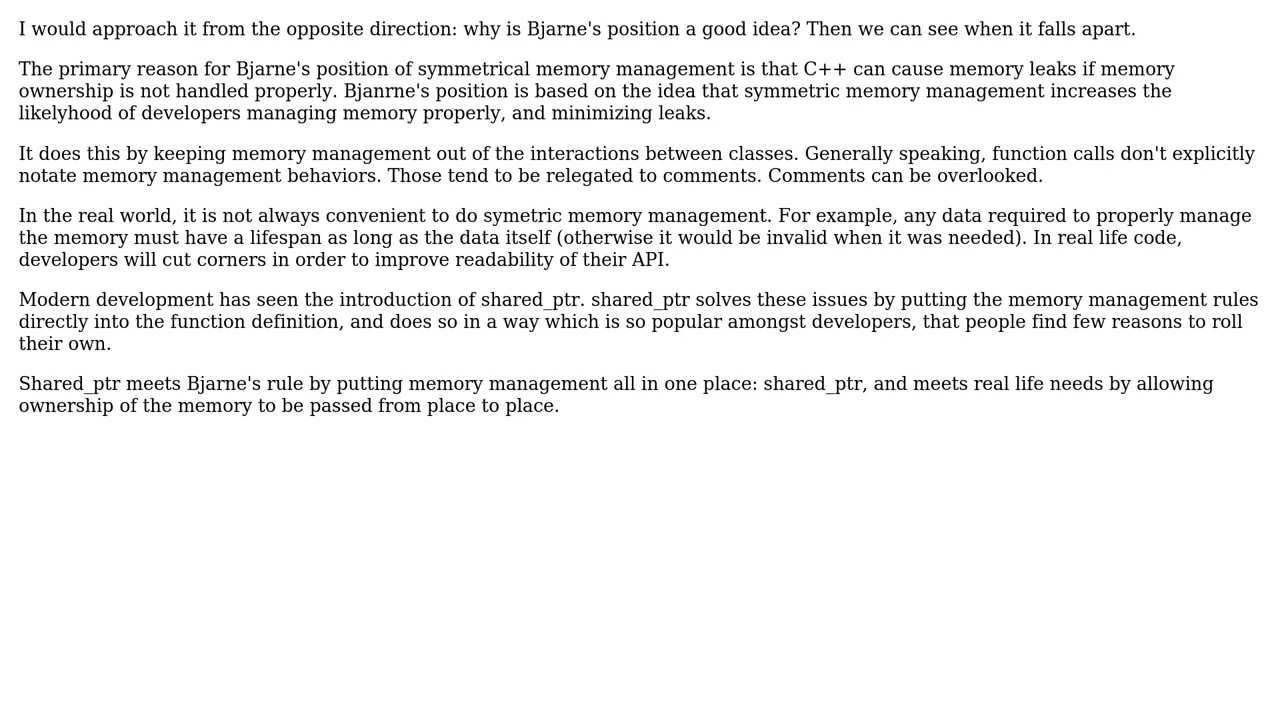 I would approach it from the opposite direction: why is Bjarne's position a good idea? Then we can see when it falls apart.
The primary reason for Bjarne's position of symmetrical memory management is that C++ can cause memory leaks if memory
ownership is not handled properly. Bjanrne's position is based on the idea that symmetric memory management increases the
likelyhood of developers managing memory properly, and minimizing leaks.
It does this by keeping memory management out of the interactions between classes. Generally speaking, function calls don't explicitly
notate memory management behaviors. Those tend to be relegated to comments. Comments can be overlooked.
In the real world, it is not always convenient to do symetric memory management. For example, any data required to properly manage
the memory must have a lifespan as long as the data itself (otherwise it would be invalid when it was needed). In real life code,
developers will cut corners in order to improve readability of their API.
Modern development has seen the introduction of shared_ptr. shared_ptr solves these issues by putting the memory management rules
directly into the function definition, and does so in a way which is so popular amongst developers, that people find few reasons to roll
their own.
Shared_ptr meets Bjarne's rule by putting memory management all in one place: shared_ptr, and meets real life needs by allowing
ownership of the memory to be passed from place to place.